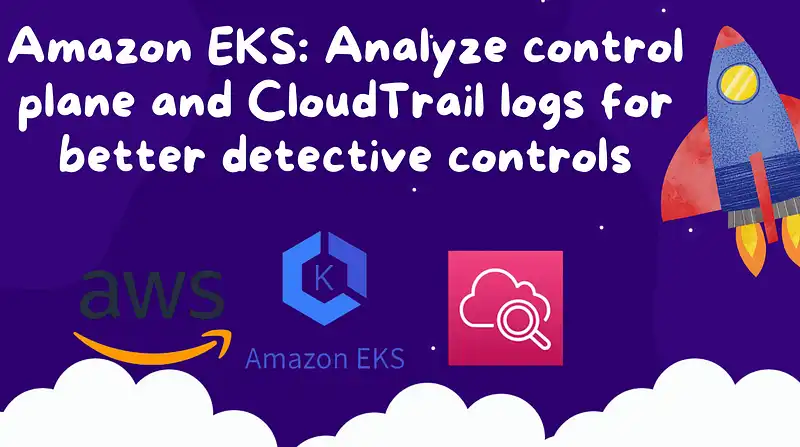 Amazon EKS: Analyze control
plane and CloudTrail logs for
better detective controls
aws
K
Amazon EKS